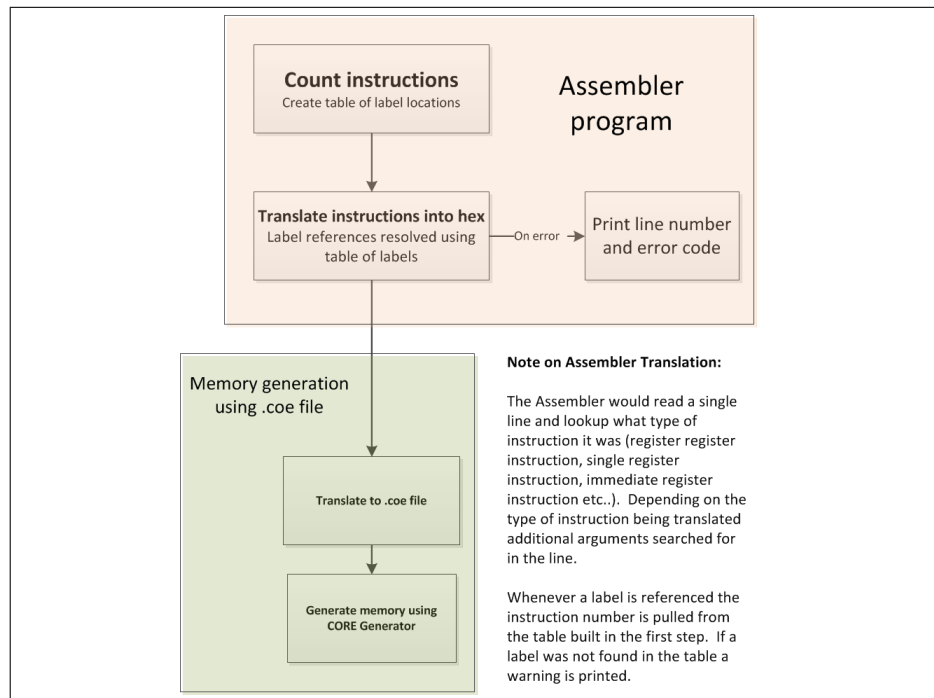 Count instructions
Create table of label locations
Assembler
program
Translate instructions into hex
Label references resolved using
table of labels
On error
Print line number
and error code
Memory generation
using .coe file
Translate to .coe file
Generate memory using
CORE Generator
Note on Assembler Translation:
The Assembler would read a single
line and lookup what type of
instruction it was (register register
instruction, single register
instruction, immediate register
instruction etc..).  Depending on the
type of instruction being translated
additional arguments searched for
in the line.
Whenever a label is referenced the
instruction number is pulled from
the table built in the first step.  If a
label was not found in the table a
warning is printed.